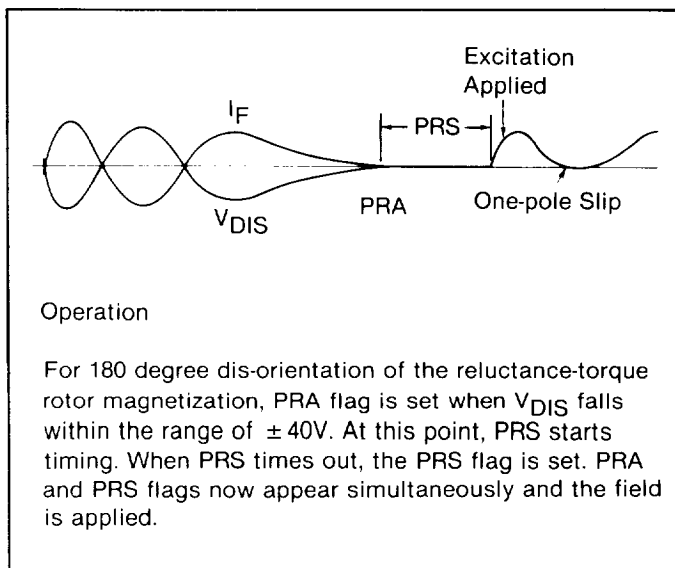 Excitation
Applied
IF
PRS
VDIS
PRA
One-pole Slip
Operation
For 180 degree dis-orientation of the reluctance-torque
rotor magnetization, PRA flag is set when VDIS falls
within the range of ±40V. At this point, PRS starts
timing. When PRS times out, the PRS flag is set. PRA
and PRS flags now appear simultaneously and the field
is applied.